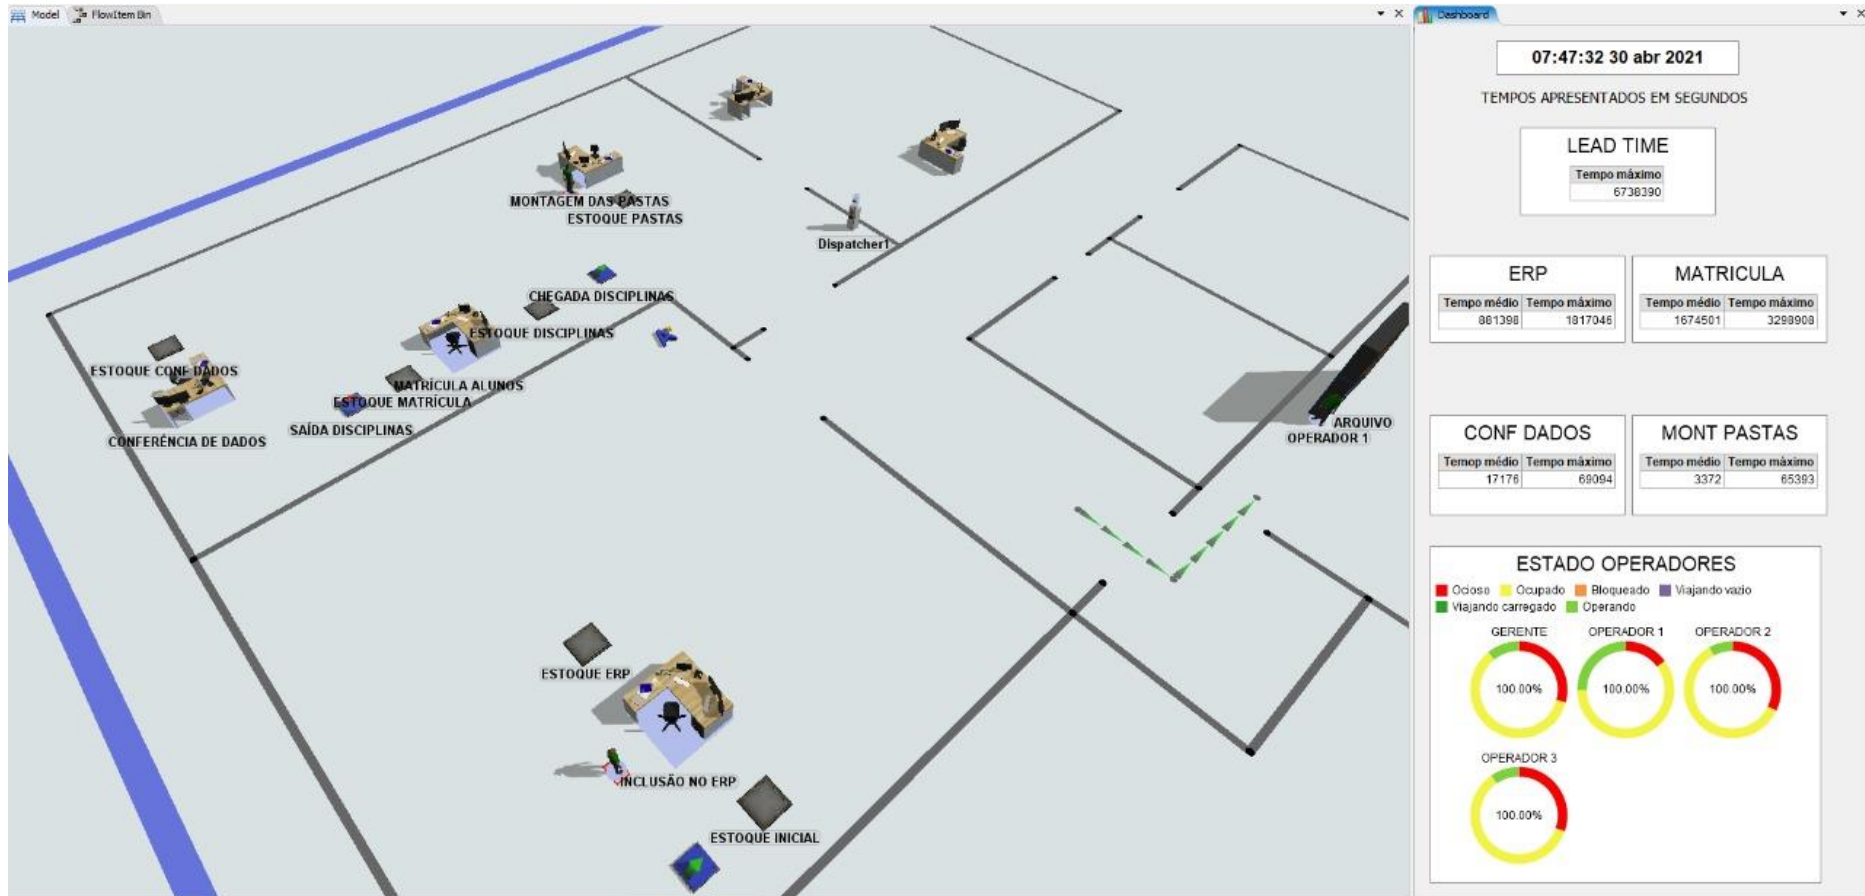 Model FlowItem Bin
MONTAGEM DAS PASTAS
ESTOQUE PASTAS
Dispatcher1
CHEGADA DISCIPLINAS
ESTOQUE DISCIPLINAS
ESTOQUE CONF DADOS
MATRÍCULA ALUNOS
ESTOQUE MATRÍCULA
SAÍDA DISCIPLINAS
CONFERÊNCIA DE DADOS
ARQUIVO
OPERADOR 1
ESTOQUE ERP
INCLUSÃO NO ERP
ESTOQUE INICIAL
Dashboard
07:47:32 30 abr 2021
TEMPOS APRESENTADOS EM SEGUNDOS
LEAD TIME
Tempo máximo
6738390
ERP
Tempo médio Tempo máximo
881398 1817046
MATRICULA
Tempo médio Tempo máximo
1674501 3298908
CONF DADOS
Temop médio Tempo máximo
17176 69094
MONT PASTAS
Tempo médio Tempo máximo
3372 65393
ESTADO OPERADORES
Ocioso Ocupado Bloqueado Viajando vazio
Viajando carregado Operando
GERENTE OPERADOR 1 OPERADOR 2
100.00% 100.00% 100.00%
OPERADOR 3
100.00%